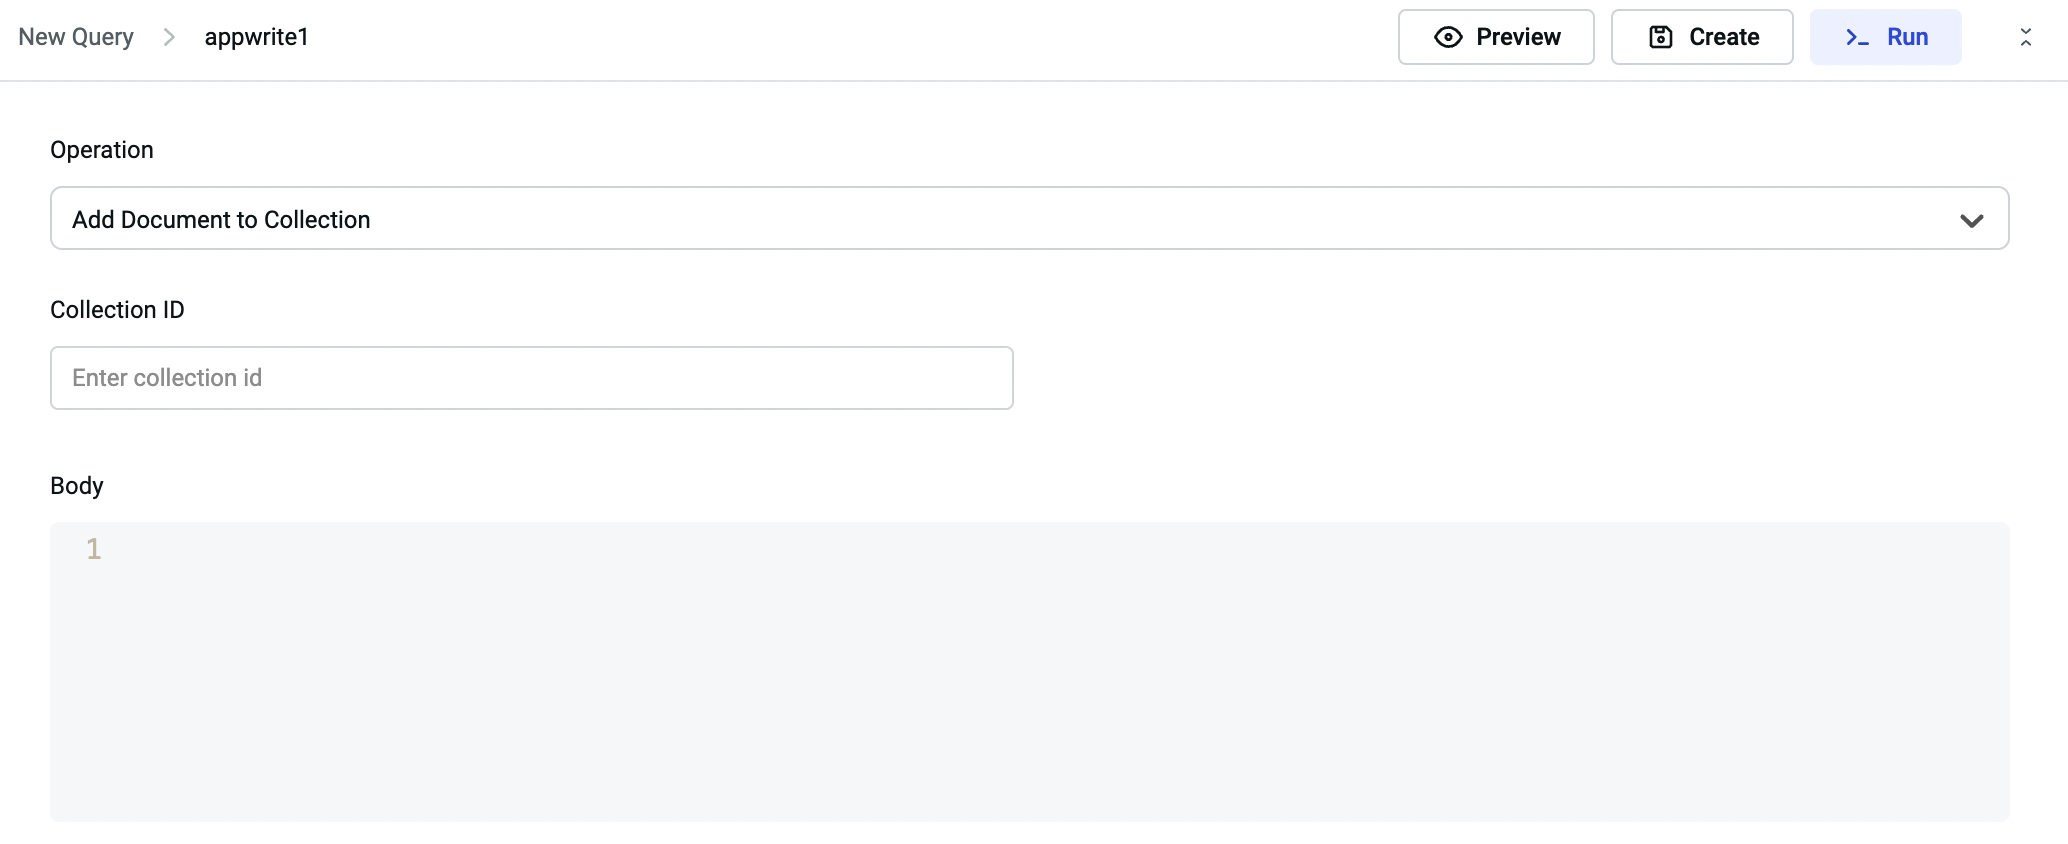 New Query > appwrite1
Preview
Create
>_ Run
Operation
Add Document to Collection
Collection ID
Enter collection id
Body
1